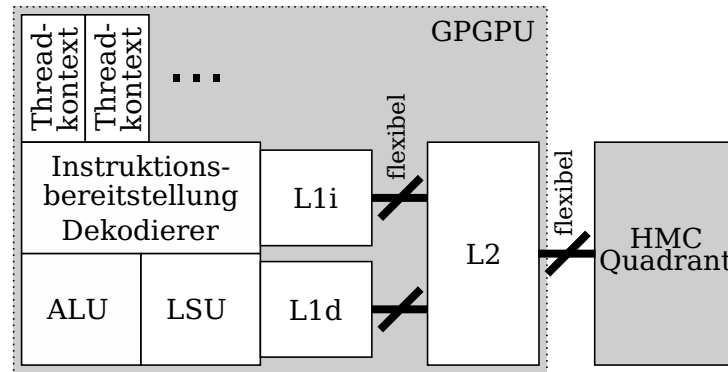 GPGPU
Thread-
kontext
Thread-
kontext
...
Instruktions-
bereitstellung
Dekodierer
L1i
flexibel
L2
flexibel
HMC
Quadrant
ALU
LSU
L1d